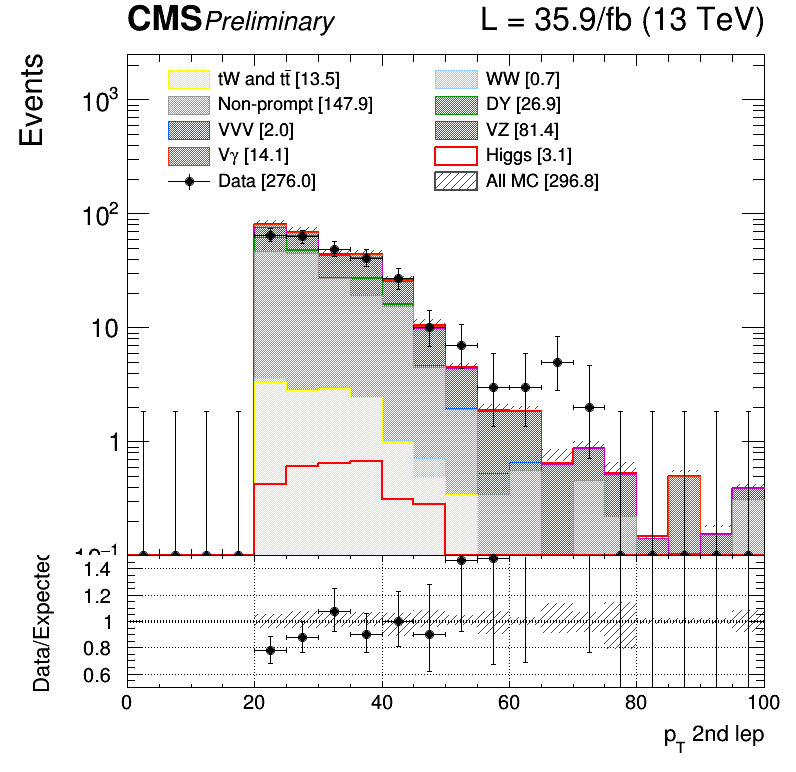 CMS Preliminary L = 35.9/fb (13 TeV)
Events
tW and tt̄ [13.5] WW [0.7]
Non-prompt [147.9] DY [26.9]
VVV [2.0] VZ [81.4]
Vγ [14.1] Higgs [3.1]
Data [276.0] All MC [296.8]
10³
10²
10
1
10⁻¹
Data/Expected
1.4
1.2
1
0.8
0.6
0 20 40 60 80 100
p_T 2nd lep